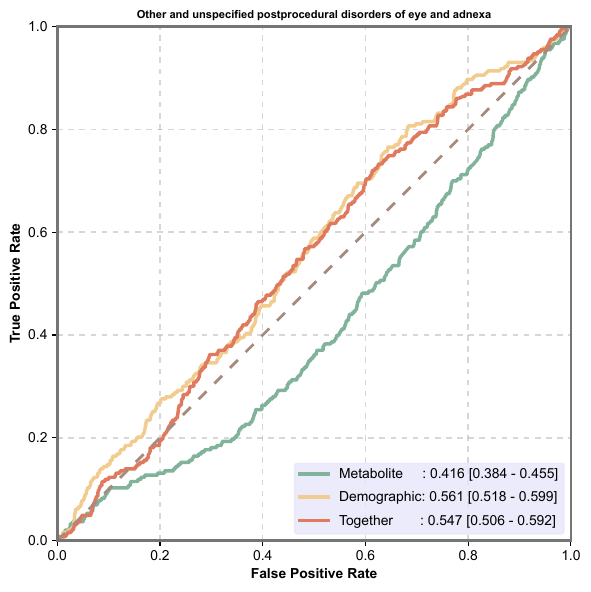 Other and unspecified postprocedural disorders of eye and adnexa
True Positive Rate
1.0
0.8
0.6
0.4
0.2
0.0
Metabolite : 0.416 [0.384 - 0.455]
Demographic: 0.561 [0.518 - 0.599]
Together : 0.547 [0.506 - 0.592]
0.0 0.2 0.4 0.6 0.8 1.0
False Positive Rate